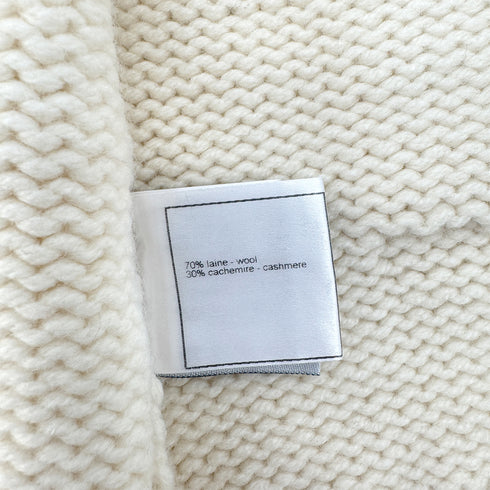 70% laine - wool
30% cachemire - cashmere